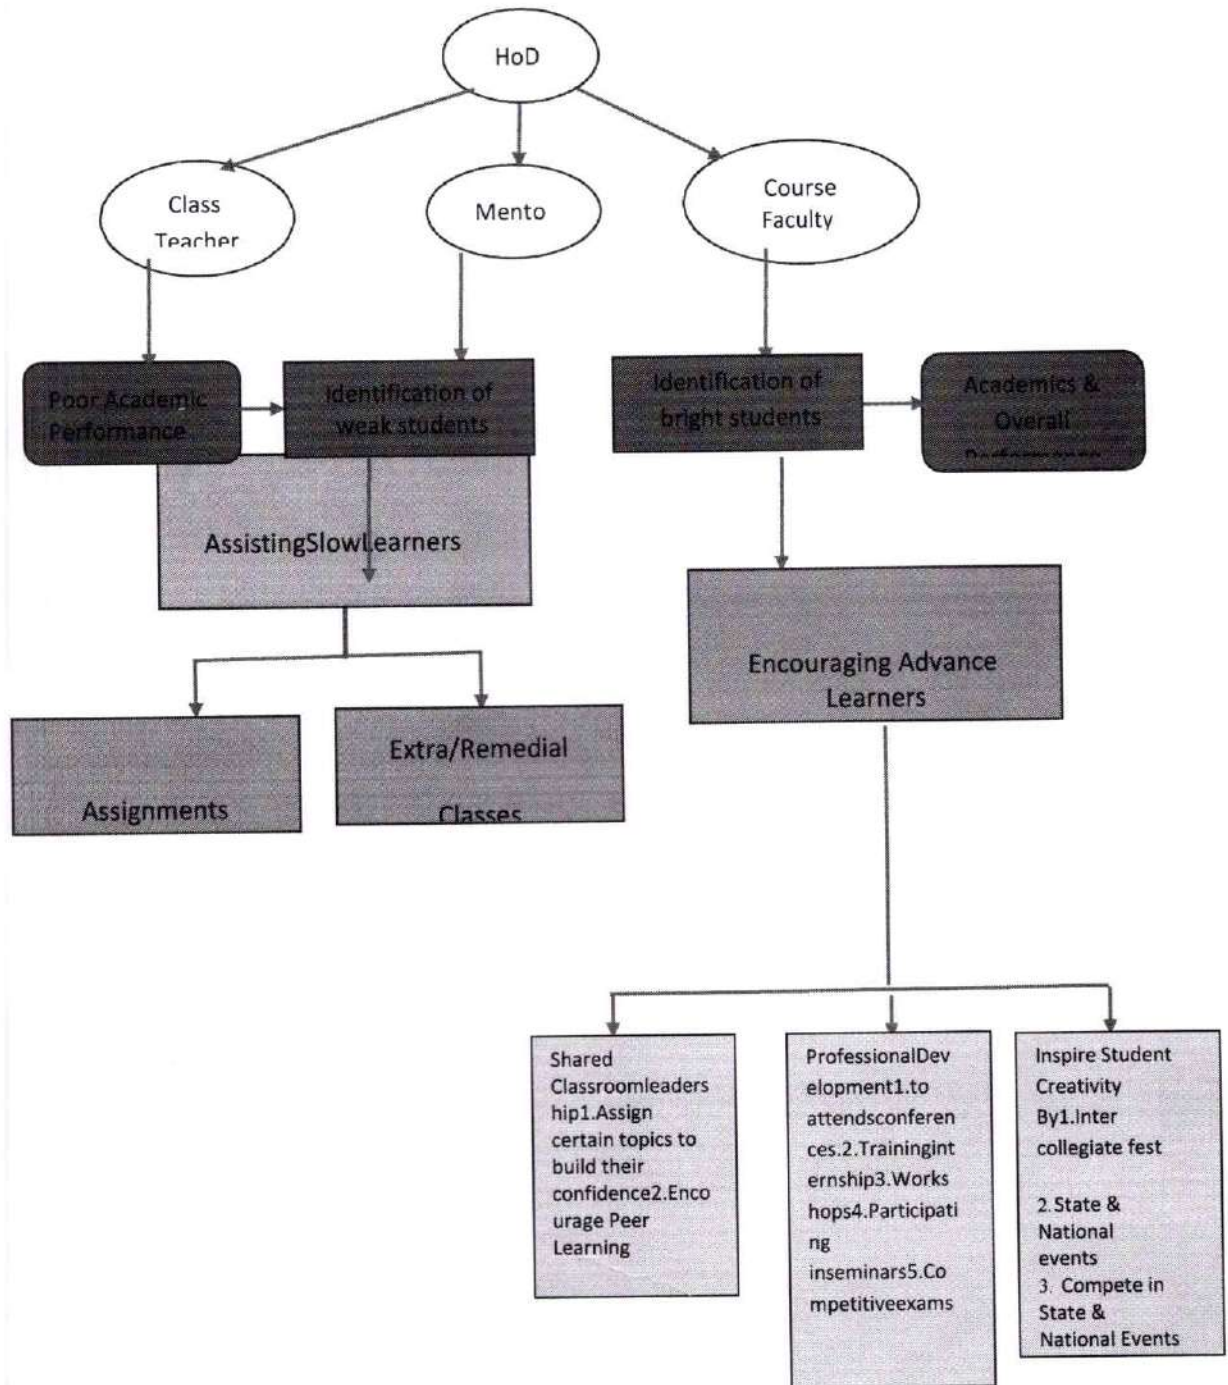 HoD
Class
Teacher
Mento
Course
Faculty
Poor Academic
Performance
Identification of
weak students
Identification of
bright students
Academics &
Overall
Performance
AssistingSlowLearners
Encouraging Advance
Learners
Assignments
Extra/Remedial
Classes
Shared
Classroomleaders
hip1.Assign
certain topics to
build their
confidence2.Enco
urage Peer
Learning
ProfessionalDev
elopment1.to
attendsconferen
ces.2.Trainingint
ernship3.Works
hops4.Participati
ng
inseminars5.Co
mpetitiveexams
Inspire Student
Creativity
By1.Inter
collegiate fest
2. State &
National
events
3. Compete in
State &
National Events